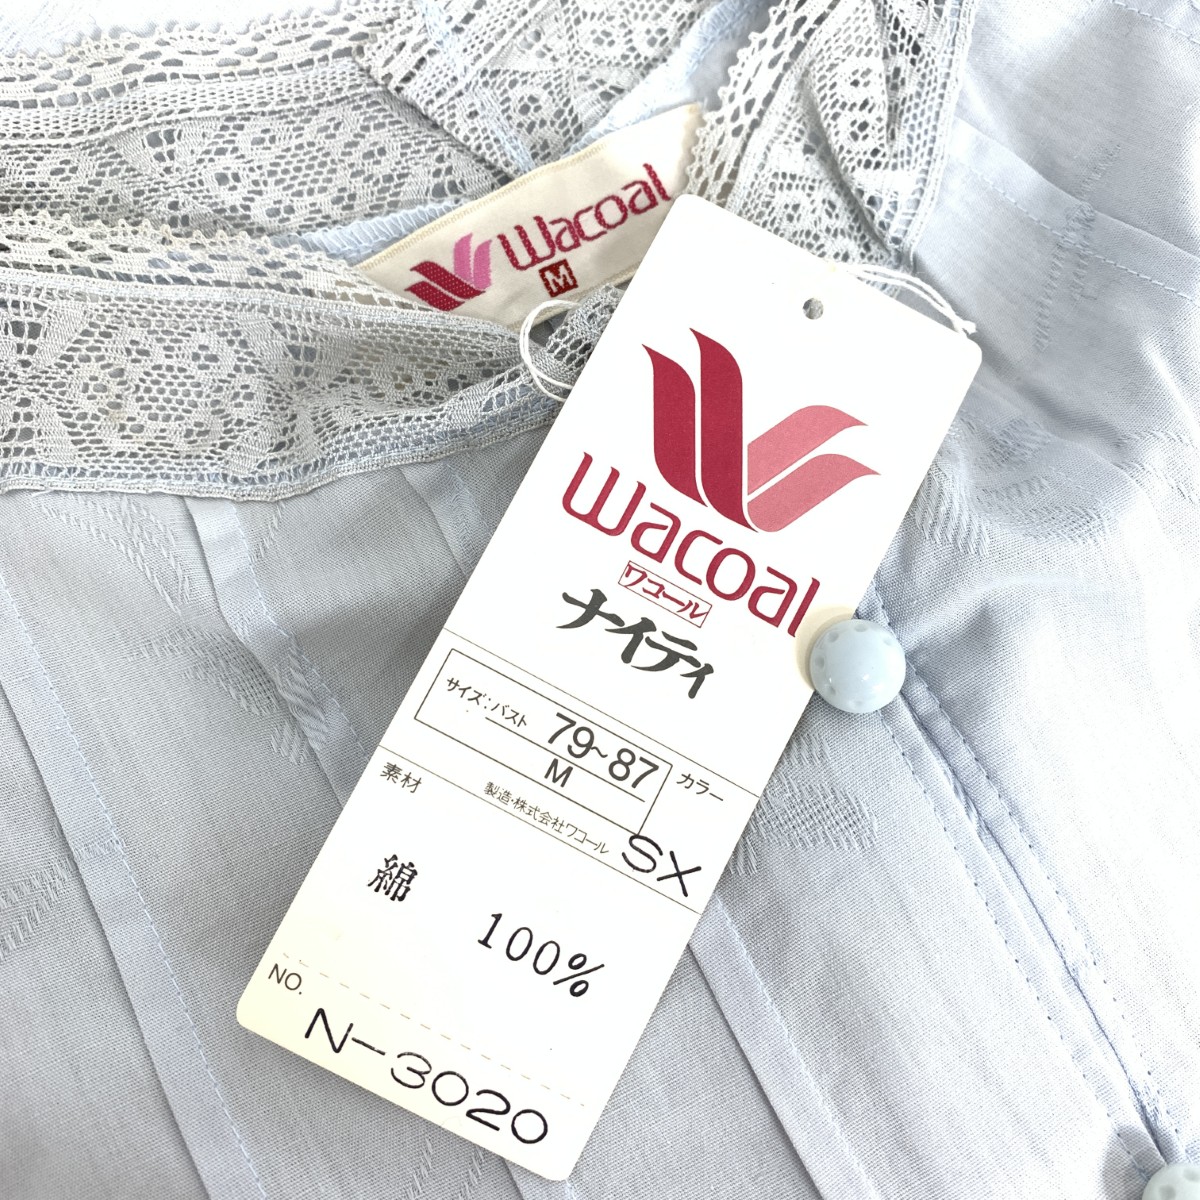 Wacoal
M
Wacoal
ワコール
ナイティ
サイズ:バスト 79~87
M
カラー
SX
素材
製造・株式会社ワコール
綿 100%
NO.
N-3020